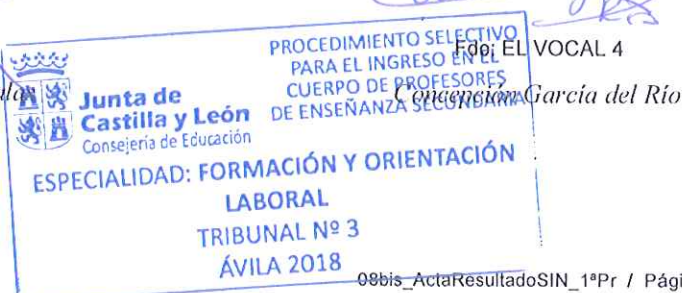 PROCEDIMIENTO SELECTIVO
Fdo: EL VOCAL 4
PARA EL INGRESO EN EL
CUERPO DE PROFESORES
Concepción García del Río
DE ENSEÑANZA SECUNDARIA
Junta de
Castilla y León
Consejería de Educación
ESPECIALIDAD: FORMACIÓN Y ORIENTACIÓN
LABORAL
TRIBUNAL Nº 3
ÁVILA 2018
08bis_ActaResultadoSIN_1ªPr / Pági